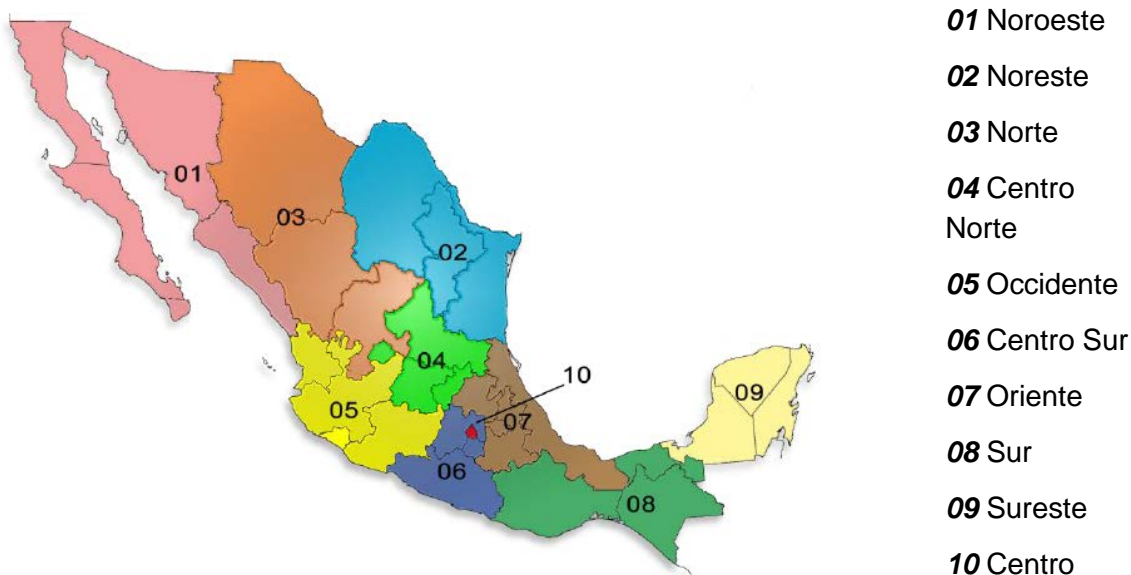 01
02
03
04
05
06
07
08
09
10
01 Noroeste
02 Noreste
03 Norte
04 Centro
Norte
05 Occidente
06 Centro Sur
07 Oriente
08 Sur
09 Sureste
10 Centro